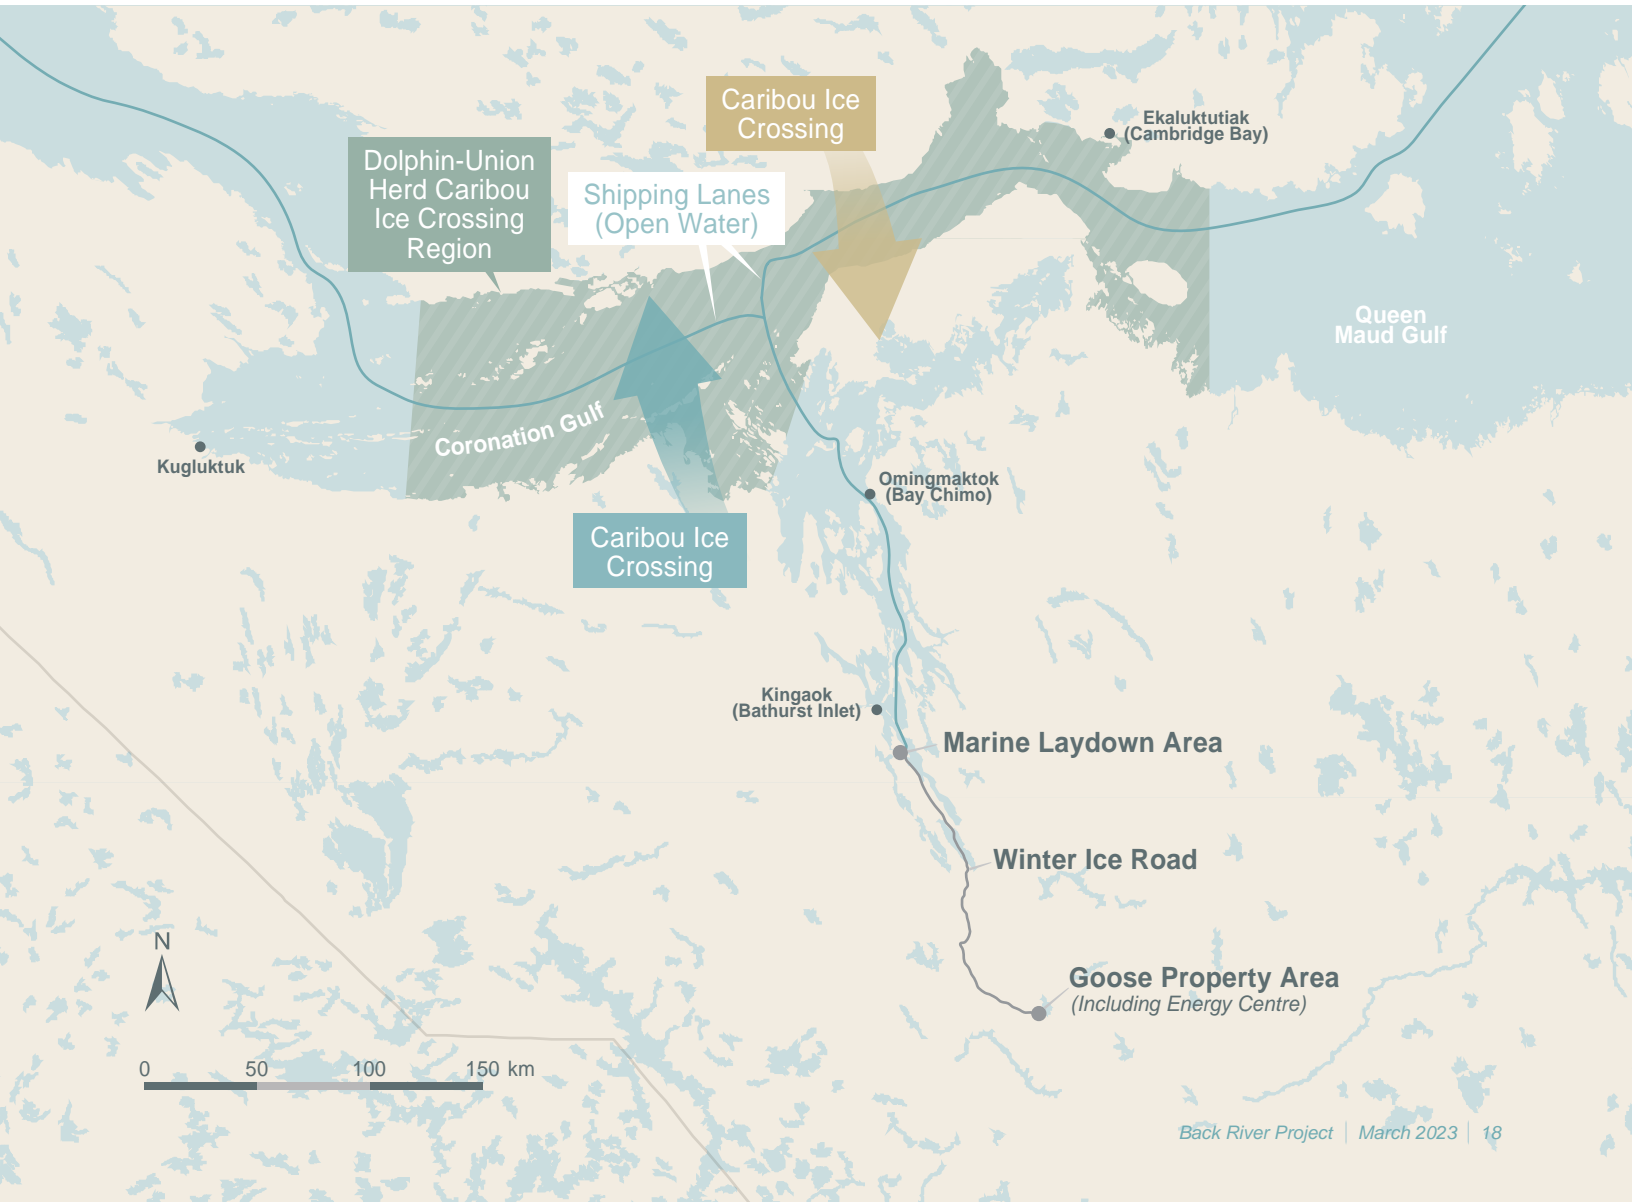 Caribou Ice
Crossing
Ekaluktutiak
(Cambridge Bay)
Dolphin-Union
Herd Caribou
Ice Crossing
Region
Shipping Lanes
(Open Water)
Queen
Maud Gulf
Coronation Gulf
Kugluktuk
Omingmaktok
(Bay Chimo)
Caribou Ice
Crossing
Kingaok
(Bathurst Inlet)
Marine Laydown Area
Winter Ice Road
N
Goose Property Area
(Including Energy Centre)
0 50 100 150 km
Back River Project | March 2023 | 18